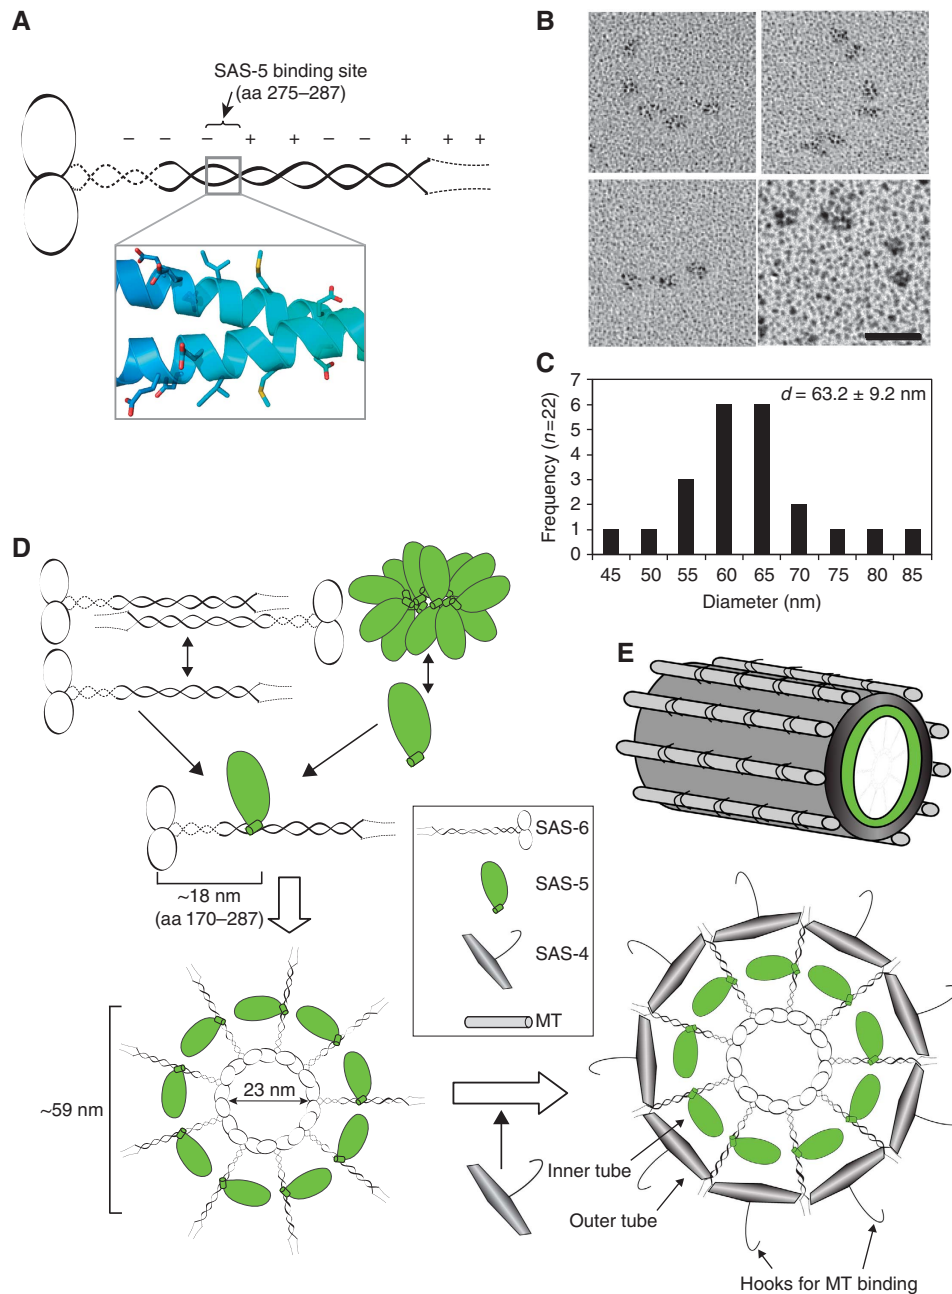 A
SAS-5 binding site
(aa 275–287)
− − − + + − − + + +
B
C
d = 63.2 ± 9.2 nm
Frequency (n=22)
7
6
5
4
3
2
1
0
45 50 55 60 65 70 75 80 85
Diameter (nm)
D
~18 nm
(aa 170–287)
SAS-6
SAS-5
SAS-4
MT
~59 nm
23 nm
E
Inner tube
Outer tube
Hooks for MT binding